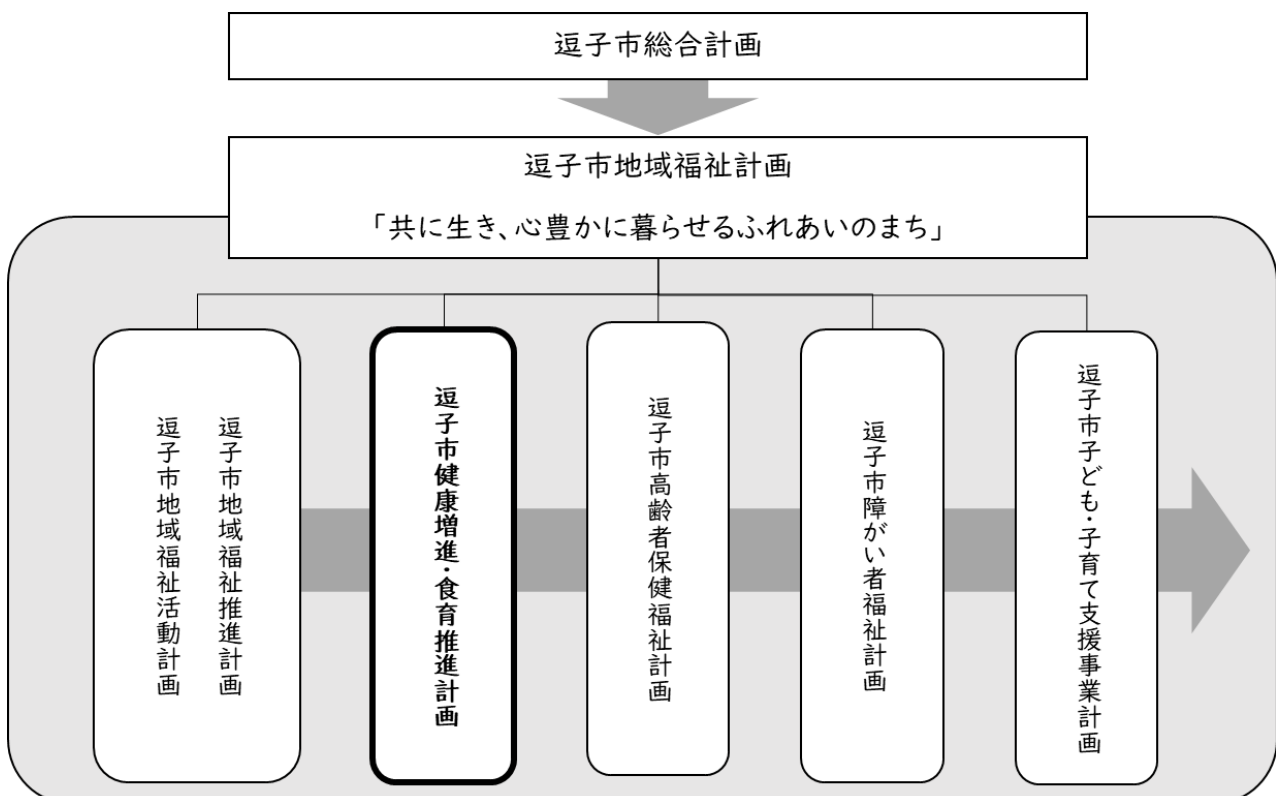 逗子市総合計画
逗子市地域福祉計画
「共に生き、心豊かに暮らせるふれあいのまち」
逗子市地域福祉推進計画
逗子市地域福祉活動計画
逗子市健康増進・食育推進計画
逗子市高齢者保健福祉計画
逗子市障がい者福祉計画
逗子市子ども・子育て支援事業計画